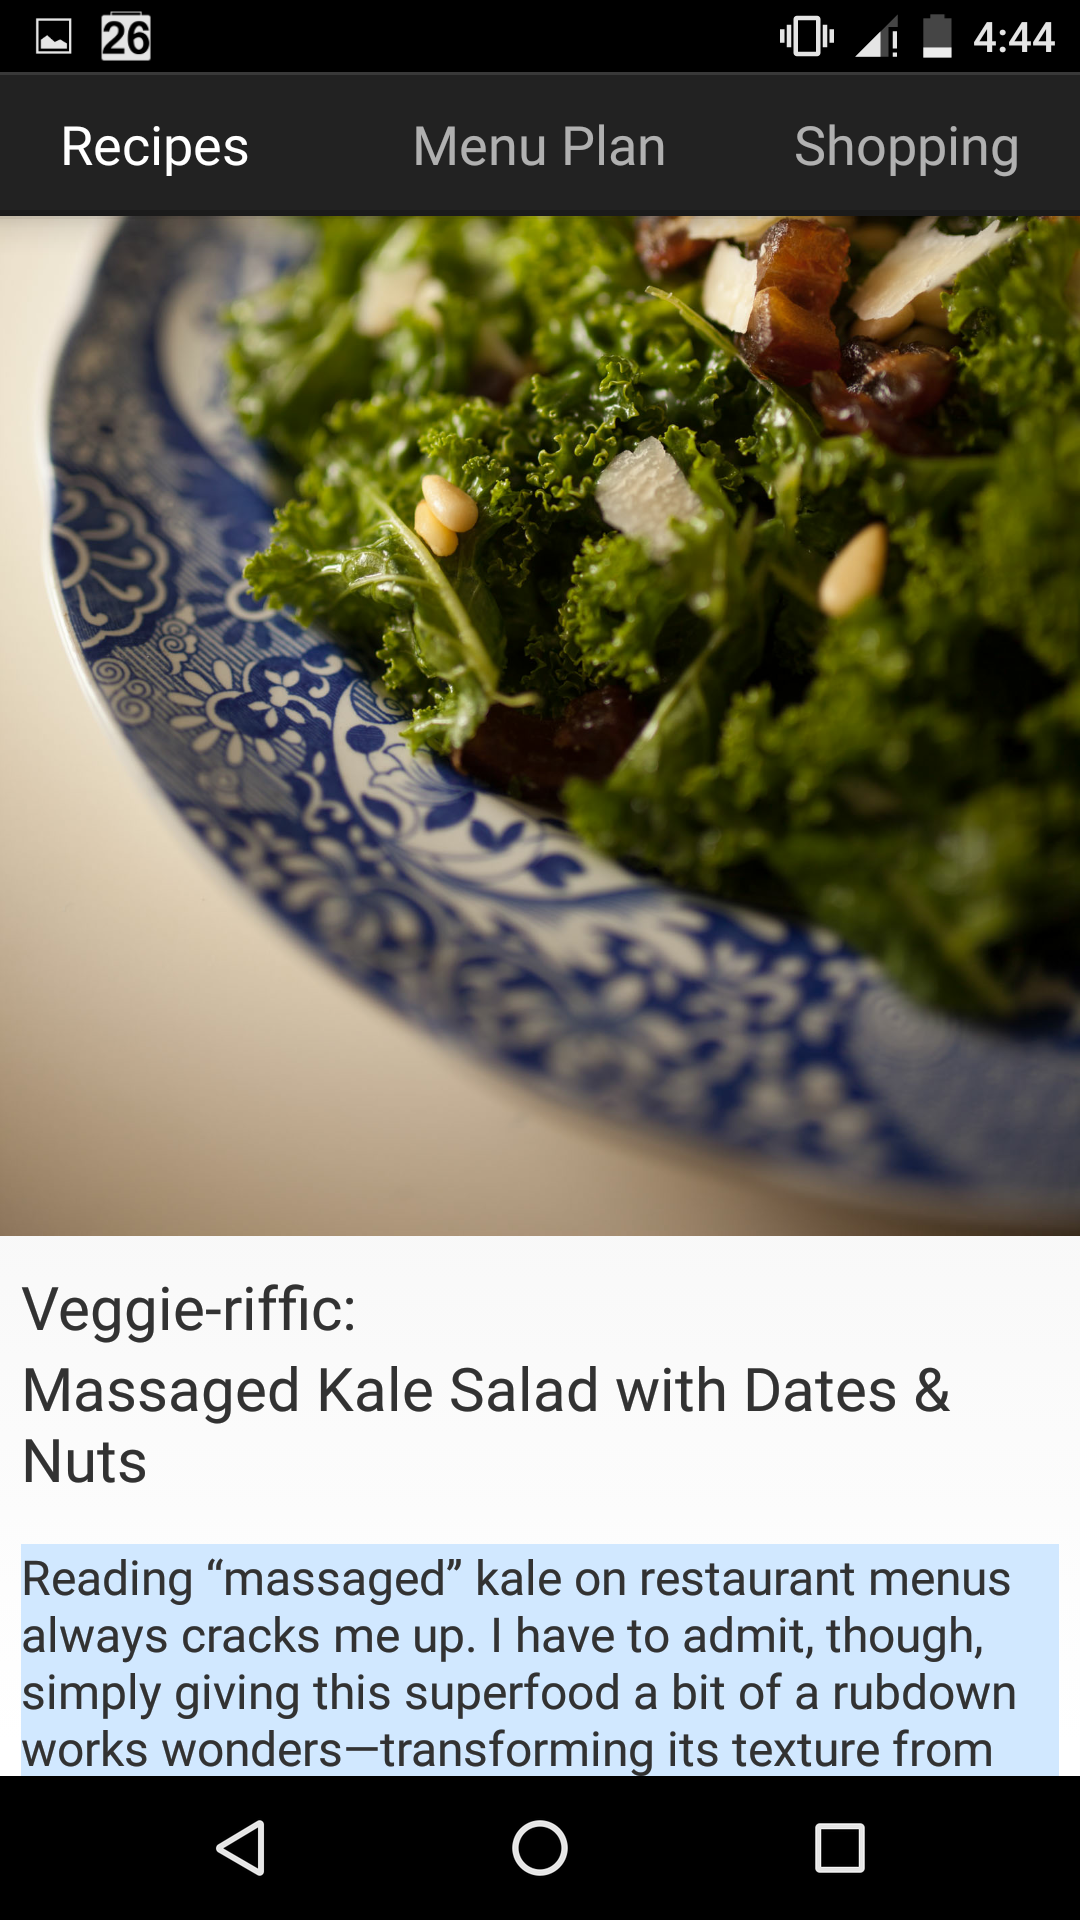 26
4:44
Recipes
Menu Plan
Shopping
Veggie-riffic:
Massaged Kale Salad with Dates &
Nuts
Reading “massaged” kale on restaurant menus
always cracks me up. I have to admit, though,
simply giving this superfood a bit of a rubdown
works wonders—transforming its texture from